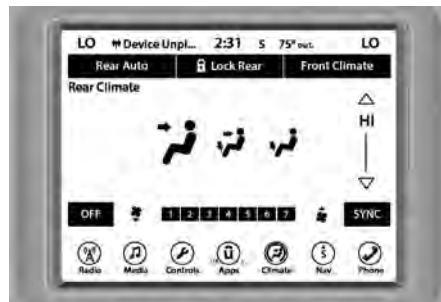 LO Device Unpl... 2:31 S 75° out. LO
Rear Auto Lock Rear Front Climate
Rear Climate
HI
OFF 1 2 3 4 5 6 7 SYNC
Radio Media Controls Apps Climate Nav Phone